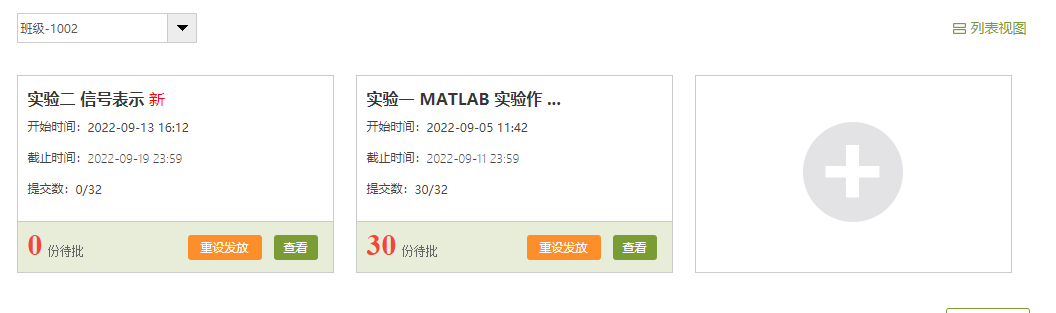 班级-1002
列表视图
实验二 信号表示 新
开始时间：2022-09-13 16:12
截止时间：2022-09-19 23:59
提交数：0/32
0 份待批 重设发放 查看
实验一 MATLAB 实验作 ...
开始时间：2022-09-05 11:42
截止时间：2022-09-11 23:59
提交数：30/32
30 份待批 重设发放 查看